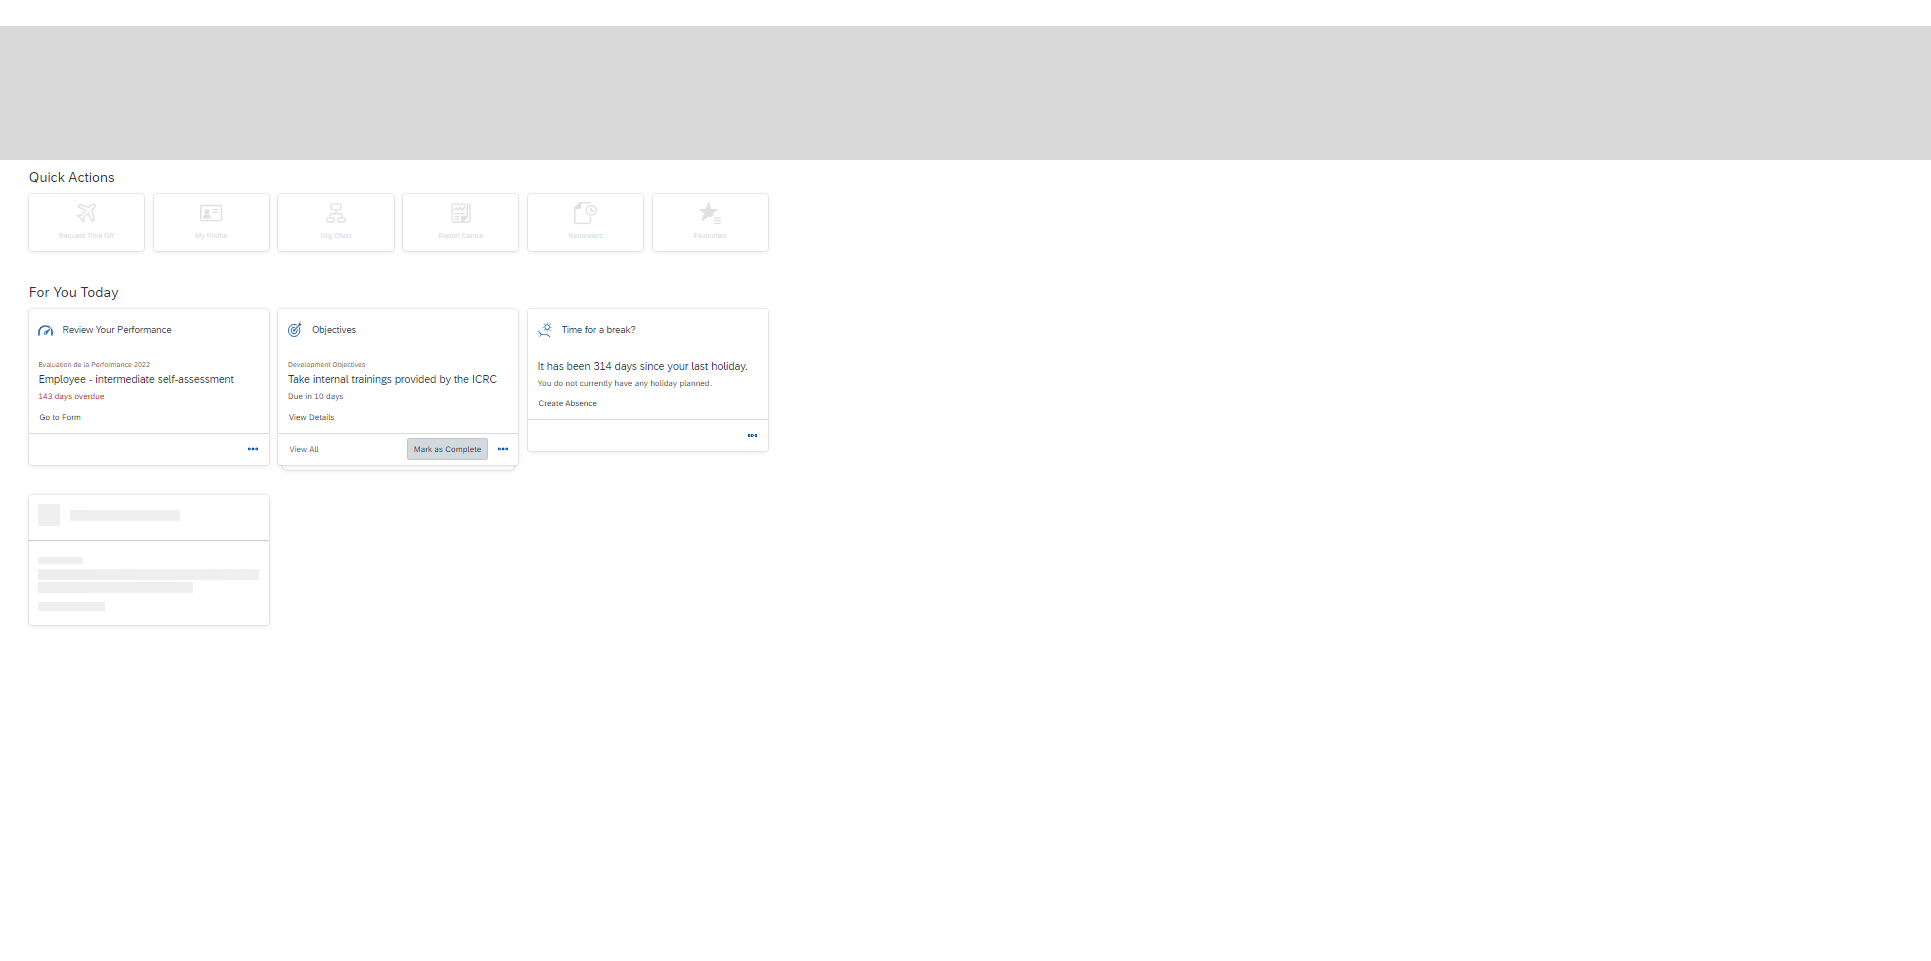 Quick Actions
Request Time Off
My Profile
Org Chart
Report Centre
Reminders
Favourites
For You Today
Review Your Performance
Evaluation de la Performance 2022
Employee - intermediate self-assessment
143 days overdue
Go to Form
Objectives
Development Objectives
Take internal trainings provided by the ICRC
Due in 10 days
View Details
View All
Mark as Complete
Time for a break?
It has been 314 days since your last holiday.
You do not currently have any holiday planned.
Create Absence